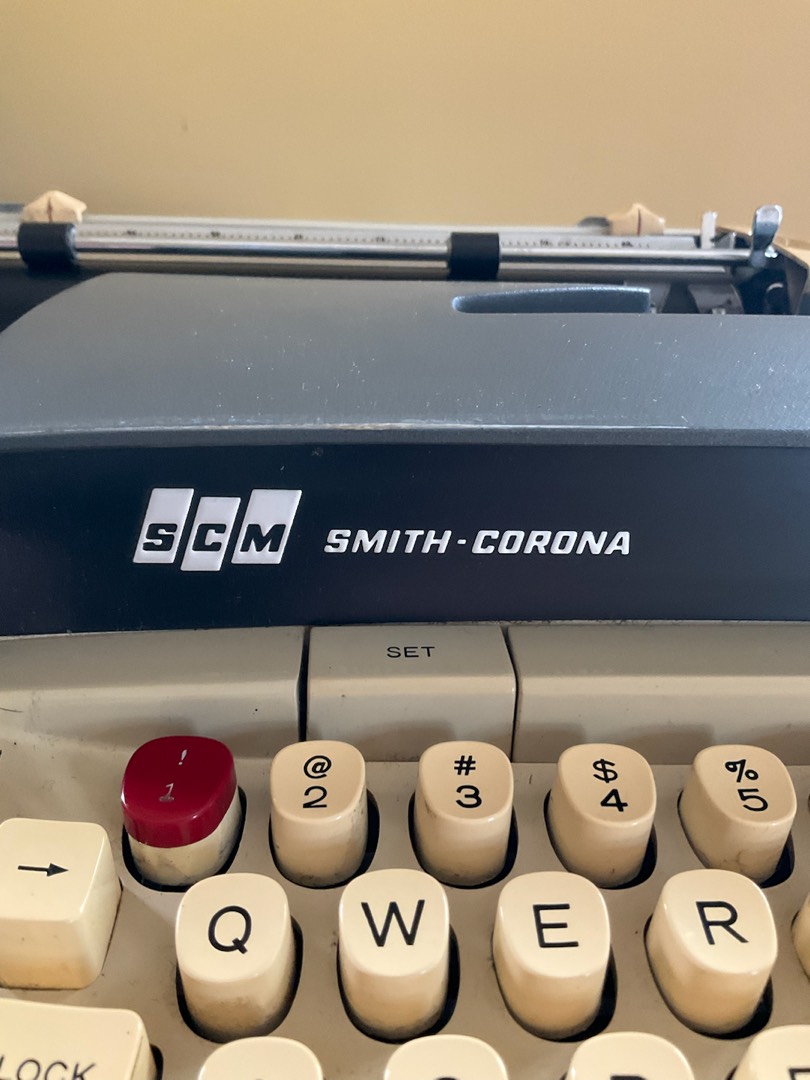 SCM SMITH-CORONA
SET
! @ # $ %
1 2 3 4 5
→
Q W E R
LOCK